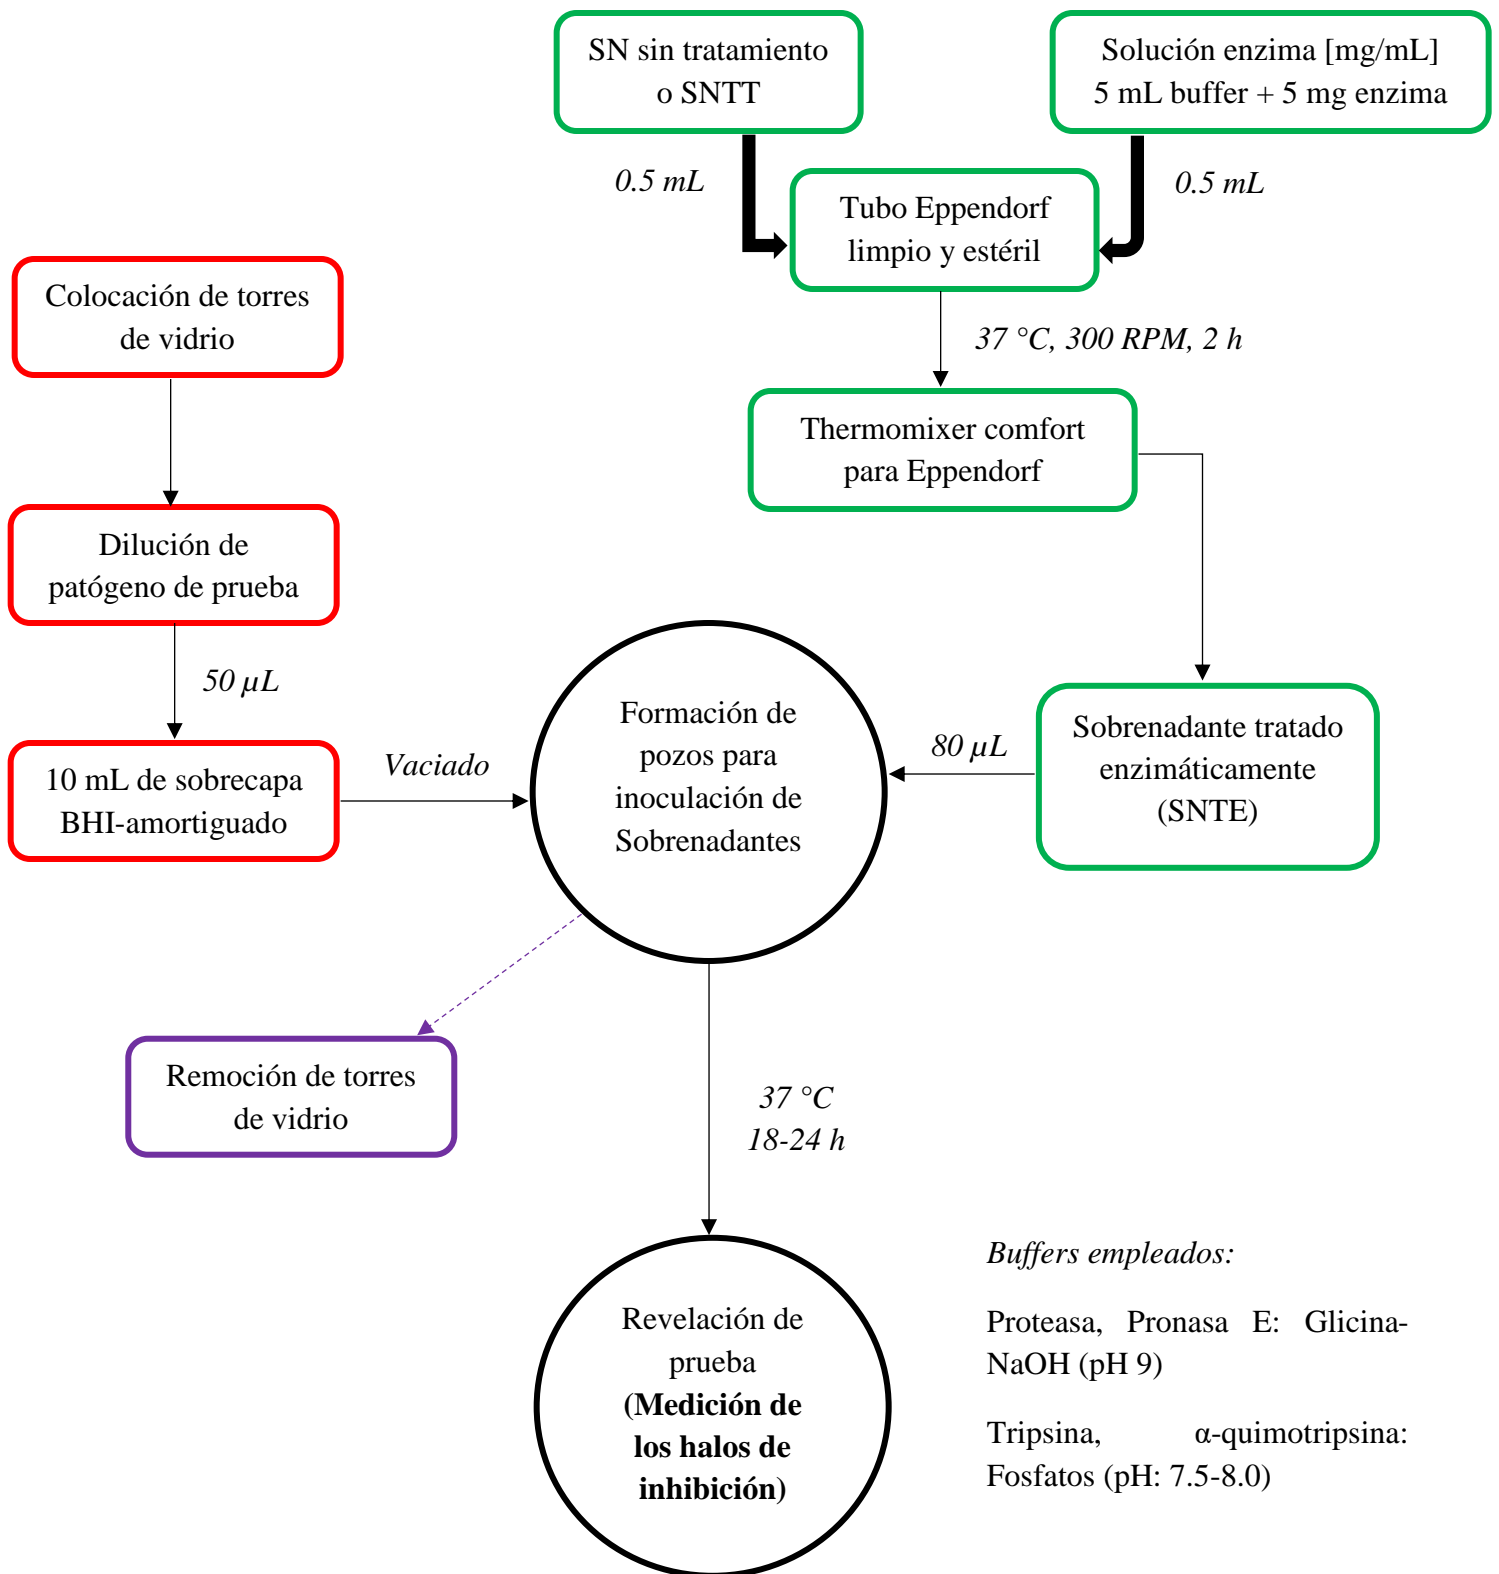 SN sin tratamiento
o SNTT
Solución enzima [mg/mL]
5 mL buffer + 5 mg enzima
0.5 mL
0.5 mL
Tubo Eppendorf
limpio y estéril
Colocación de torres
de vidrio
37 °C, 300 RPM, 2 h
Thermomixer comfort
para Eppendorf
Dilución de
patógeno de prueba
50 µL
10 mL de sobrecapa
BHI-amortiguado
Vaciado
Formación de
pozos para
inoculación de
Sobrenadantes
80 µL
Sobrenadante tratado
enzimáticamente
(SNTE)
Remoción de torres
de vidrio
37 °C
18-24 h
Revelación de
prueba
(Medición de
los halos de
inhibición)
Buffers empleados:
Proteasa, Pronasa E: Glicina-
NaOH (pH 9)
Tripsina, α-quimotripsina:
Fosfatos (pH: 7.5-8.0)